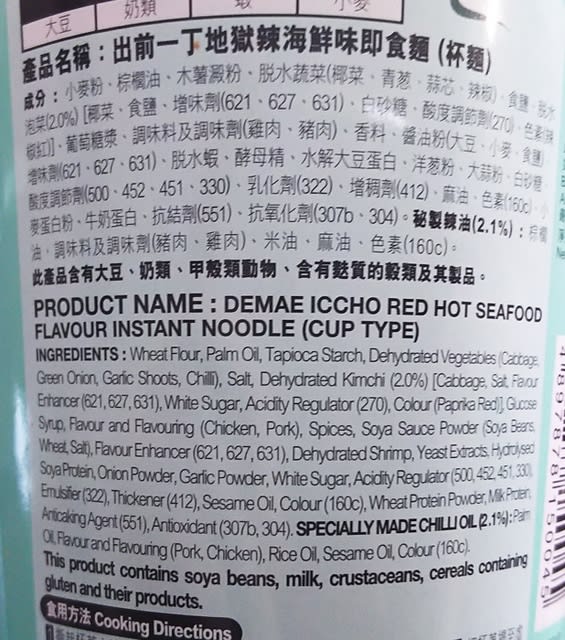 大豆 奶類 蝦 小麥
產品名稱：出前一丁地獄辣海鮮味即食麵 (杯麵)
成分：小麥粉、棕櫚油、木薯澱粉、脫水蔬菜(椰菜、青葱、蒜芯、辣椒)、食鹽、脫水
泡菜(2.0%) [椰菜、食鹽、增味劑(621、627、631)、白砂糖、酸度調節劑(270)、色素(辣
椒紅)]、葡萄糖漿、調味料及調味劑(雞肉、豬肉)、香料、醬油粉(大豆、小麥、食鹽)、
增味劑(621、627、631)、脫水蝦、酵母精、水解大豆蛋白、洋葱粉、大蒜粉、白砂糖、
酸度調節劑(500、452、451、330)、乳化劑(322)、增稠劑(412)、麻油、色素(160c)、小
麥蛋白粉、牛奶蛋白、抗結劑(551)、抗氧化劑(307b、304)。秘製辣油(2.1%)：棕櫚
油、調味料及調味劑(豬肉、雞肉)、米油、麻油、色素(160c)。
此產品含有大豆、奶類、甲殼類動物、含有麩質的穀類及其製品。
PRODUCT NAME : DEMAE ICCHO RED HOT SEAFOOD
FLAVOUR INSTANT NOODLE (CUP TYPE)
INGREDIENTS : Wheat Flour, Palm Oil, Tapioca Starch, Dehydrated Vegetables (Cabbage,
Green Onion, Garlic Shoots, Chilli), Salt, Dehydrated Kimchi (2.0%) [Cabbage, Salt, Flavour
Enhancer (621, 627, 631), White Sugar, Acidity Regulator (270), Colour (Paprika Red)], Glucose
Syrup, Flavour and Flavouring (Chicken, Pork), Spices, Soya Sauce Powder (Soya Beans,
Wheat, Salt), Flavour Enhancer (621, 627, 631), Dehydrated Shrimp, Yeast Extracts, Hydrolysed
Soya Protein, Onion Powder, Garlic Powder, White Sugar, Acidity Regulator (500, 452, 451, 330),
Emulsifier (322), Thickener (412), Sesame Oil, Colour (160c), Wheat Protein Powder, Milk Protein,
Anticaking Agent (551), Antioxidant (307b, 304). SPECIALLY MADE CHILLI OIL (2.1%) : Palm
Oil, Flavour and Flavouring (Pork, Chicken), Rice Oil, Sesame Oil, Colour (160c).
This product contains soya beans, milk, crustaceans, cereals containing
gluten and their products.
食用方法 Cooking Directions